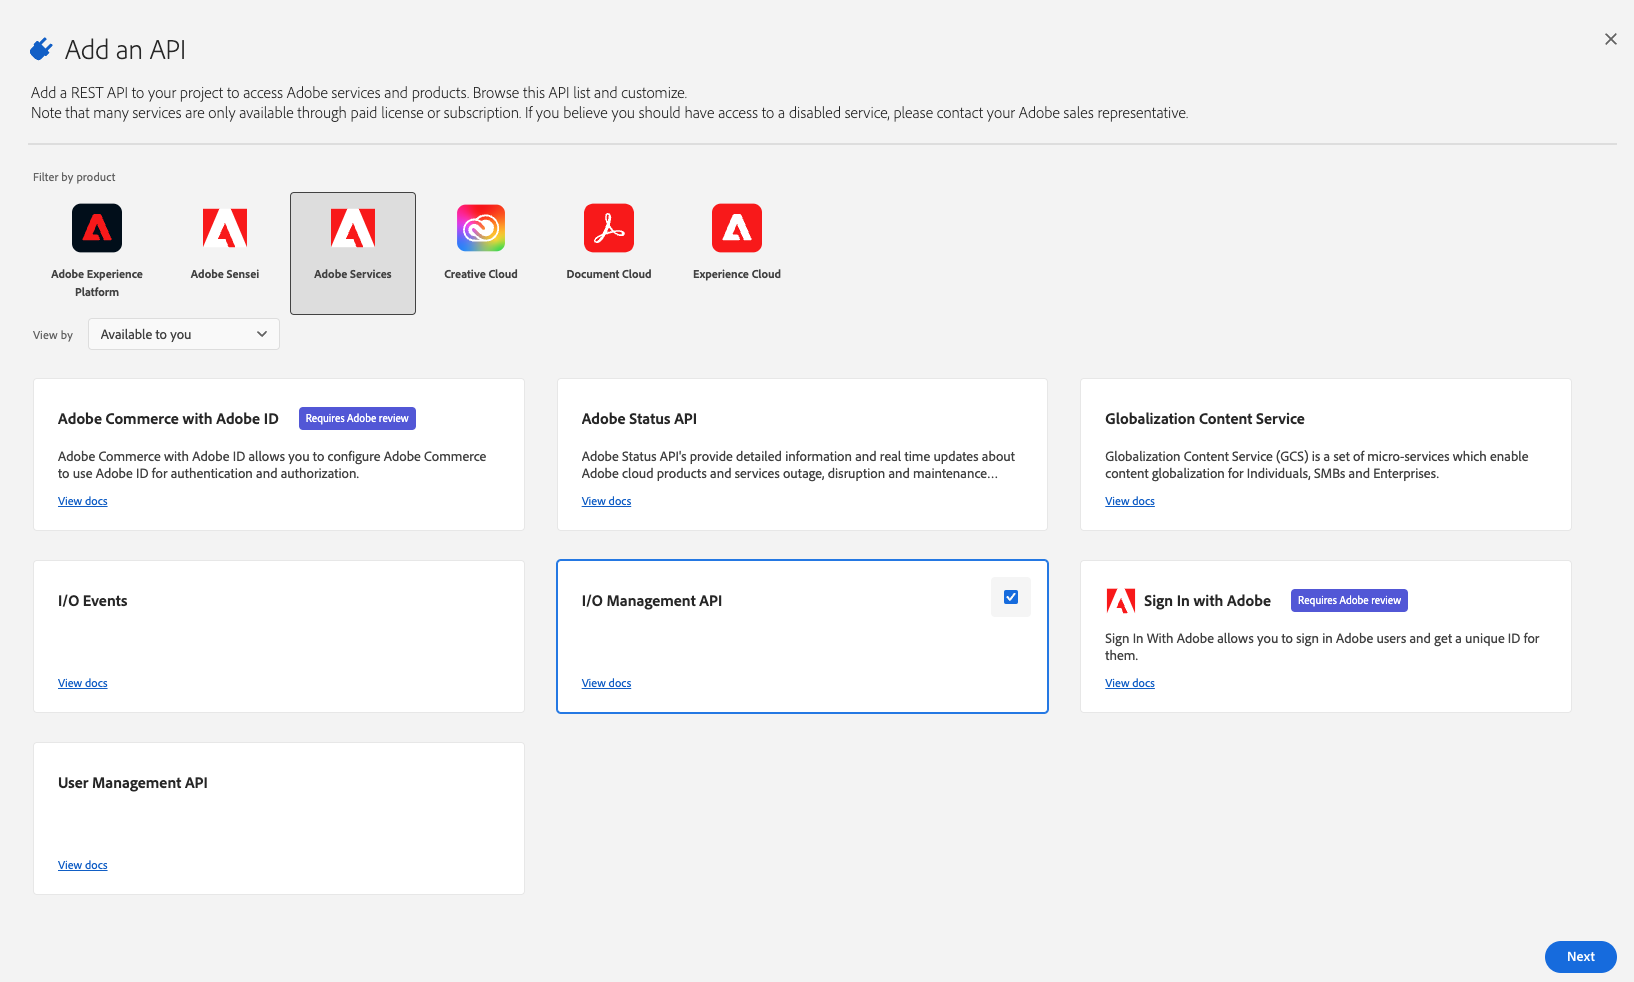 Add an API
Add a REST API to your project to access Adobe services and products. Browse this API list and customize.
Note that many services are only available through paid license or subscription. If you believe you should have access to a disabled service, please contact your Adobe sales representative.
Filter by product
Adobe Experience
Platform
Adobe Sensei
Adobe Services
Creative Cloud
Document Cloud
Experience Cloud
View by
Available to you
Adobe Commerce with Adobe ID
Requires Adobe review
Adobe Commerce with Adobe ID allows you to configure Adobe Commerce
to use Adobe ID for authentication and authorization.
View docs
Adobe Status API
Adobe Status API's provide detailed information and real time updates about
Adobe cloud products and services outage, disruption and maintenance…
View docs
Globalization Content Service
Globalization Content Service (GCS) is a set of micro-services which enable
content globalization for Individuals, SMBs and Enterprises.
View docs
I/O Events
View docs
I/O Management API
View docs
Sign In with Adobe
Requires Adobe review
Sign In With Adobe allows you to sign in Adobe users and get a unique ID for
them.
View docs
User Management API
View docs
Next